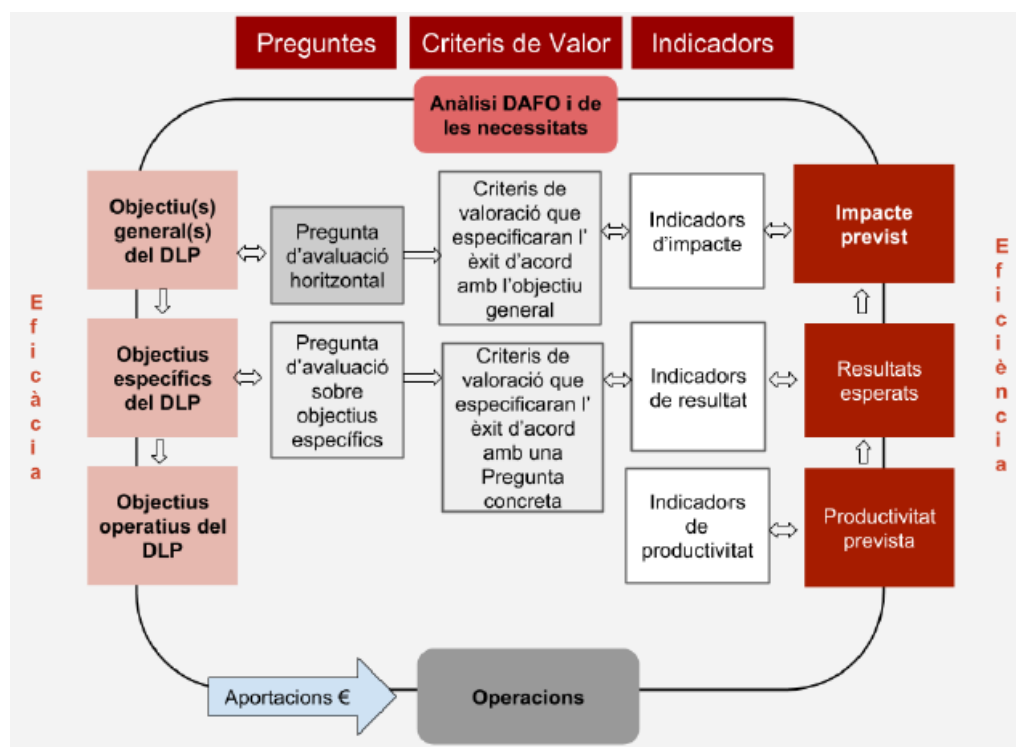 Preguntes
Criteris de Valor
Indicadors
Anàlisi DAFO i de
les necessitats
Objectiu(s)
general(s)
del DLP
Pregunta
d'avaluació
horitzontal
Criteris de
valoració que
especificaran l'
èxit d'acord
amb l'objectiu
general
Indicadors
d'impacte
Impacte
previst
Eficàcia
Objectius
específics
del DLP
Pregunta
d'avaluació
sobre
objectius
específics
Criteris de
valoració que
especificaran l'
èxit d'acord
amb una
Pregunta
concreta
Indicadors
de resultat
Resultats
esperats
Eficiència
Objectius
operatius del
DLP
Indicadors
de
productivitat
Productivitat
prevista
Aportacions €
Operacions